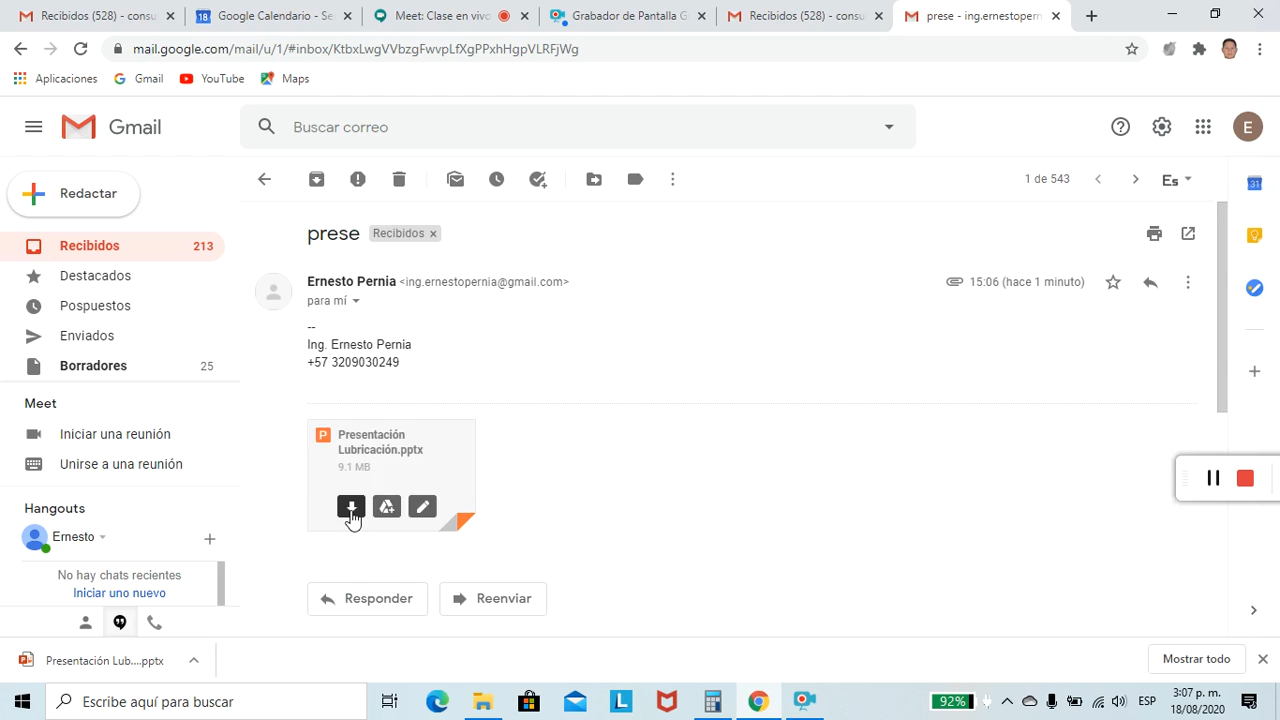 Recibidos (528) - consu
Google Calendario - Se
Meet: Clase en vivo
Grabador de Pantalla G
Recibidos (528) - consu
prese - ing.ernestopern
mail.google.com/mail/u/1/#inbox/KtbxLwgVVbzgFwvpLfXgPPxhHgpVLRFjWg
Aplicaciones
Gmail
YouTube
Maps
Gmail
Buscar correo
E
Redactar
1 de 543
Es
Recibidos 213
Destacados
Pospuestos
Enviados
Borradores 25
Meet
Iniciar una reunión
Unirse a una reunión
Hangouts
Ernesto
No hay chats recientes
Iniciar uno nuevo
prese Recibidos x
Ernesto Pernia <ing.ernestopernia@gmail.com>
15:06 (hace 1 minuto)
para mí
--
Ing. Ernesto Pernia
+57 3209030249
P Presentación
Lubricación.pptx
9.1 MB
Responder
Reenviar
31
Presentación Lub....pptx
Mostrar todo
Escribe aquí para buscar
92%
ESP
3:07 p. m.
18/08/2020